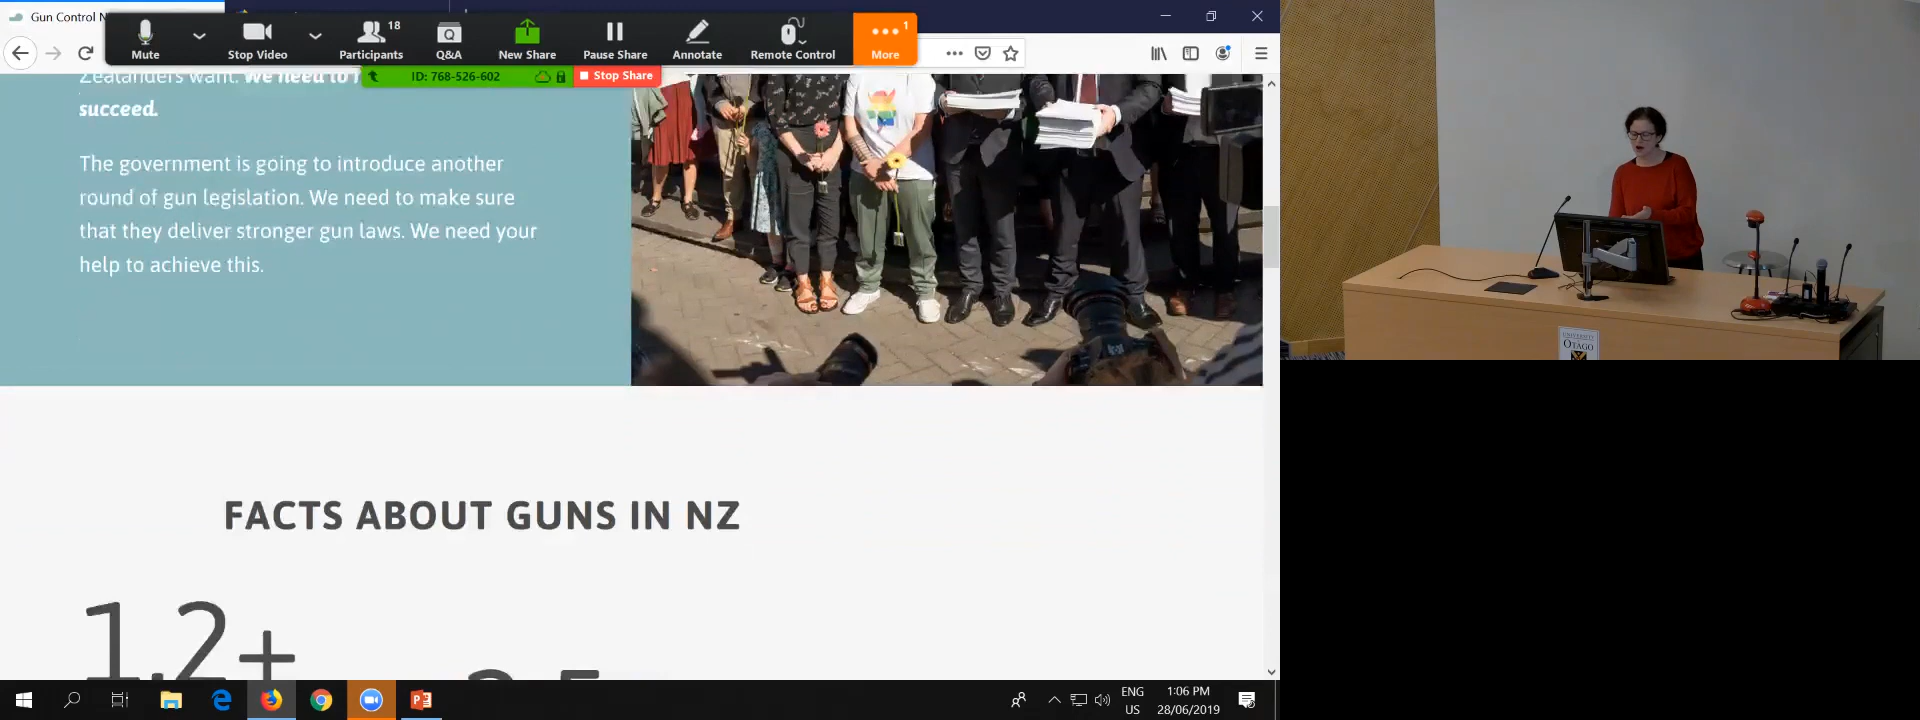 Gun Control N
Mute
Stop Video
Participants
18
Q&A
New Share
Pause Share
Annotate
Remote Control
More
1
ID: 768-526-602
Stop Share
Zealanders want. We need to
succeed.
The government is going to introduce another
round of gun legislation. We need to make sure
that they deliver stronger gun laws. We need your
help to achieve this.
FACTS ABOUT GUNS IN NZ
1.2+
UNIVERSITY
OTAGO
ENG
US
1:06 PM
28/06/2019